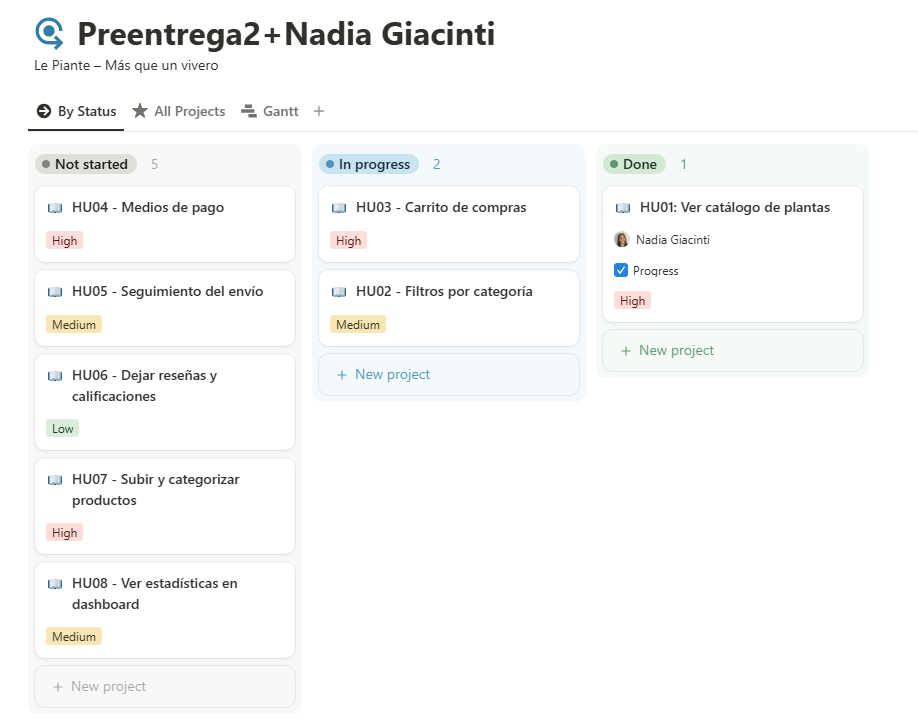 Preentrega2+Nadia Giacinti
Le Piante – Más que un vivero
By Status
All Projects
Gantt
+
Not started 5
HU04 - Medios de pago
High
HU05 - Seguimiento del envío
Medium
HU06 - Dejar reseñas y
calificaciones
Low
HU07 - Subir y categorizar
productos
High
HU08 - Ver estadísticas en
dashboard
Medium
+ New project
In progress 2
HU03 - Carrito de compras
High
HU02 - Filtros por categoría
Medium
+ New project
Done 1
HU01: Ver catálogo de plantas
Nadia Giacinti
Progress
High
+ New project